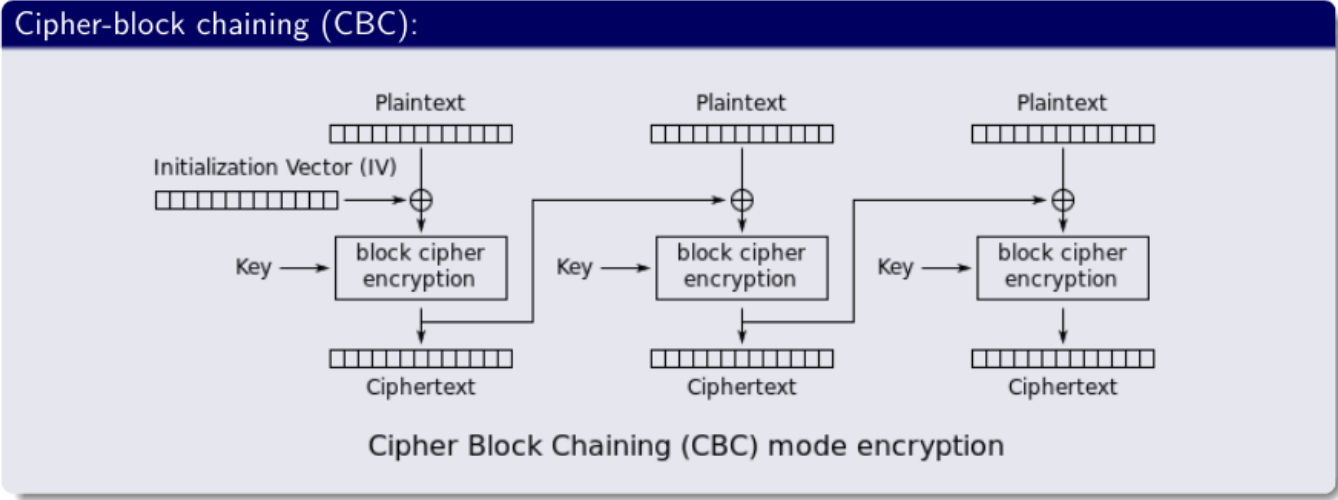 Cipher-block chaining (CBC):
Plaintext
Plaintext
Plaintext
Initialization Vector (IV)
Key
block cipher
encryption
Key
block cipher
encryption
Key
block cipher
encryption
Ciphertext
Ciphertext
Ciphertext
Cipher Block Chaining (CBC) mode encryption